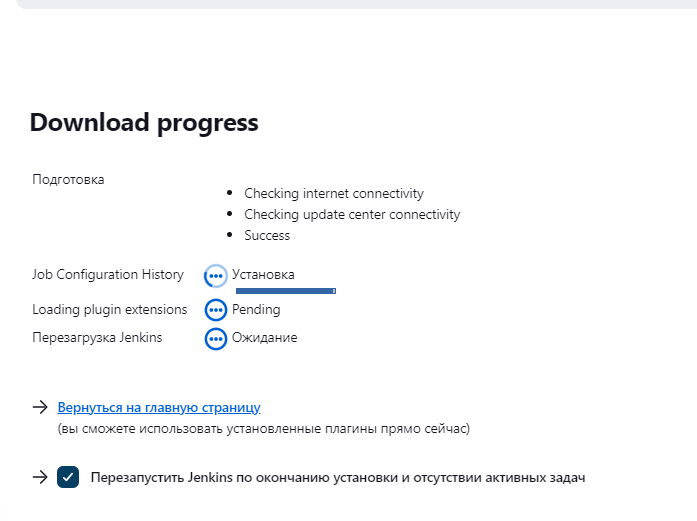 Download progress
Подготовка
Checking internet connectivity
Checking update center connectivity
Success
Job Configuration History Установка
Loading plugin extensions Pending
Перезагрузка Jenkins Ожидание
Вернуться на главную страницу
(вы сможете использовать установленные плагины прямо сейчас)
Перезапустить Jenkins по окончанию установки и отсутствии активных задач